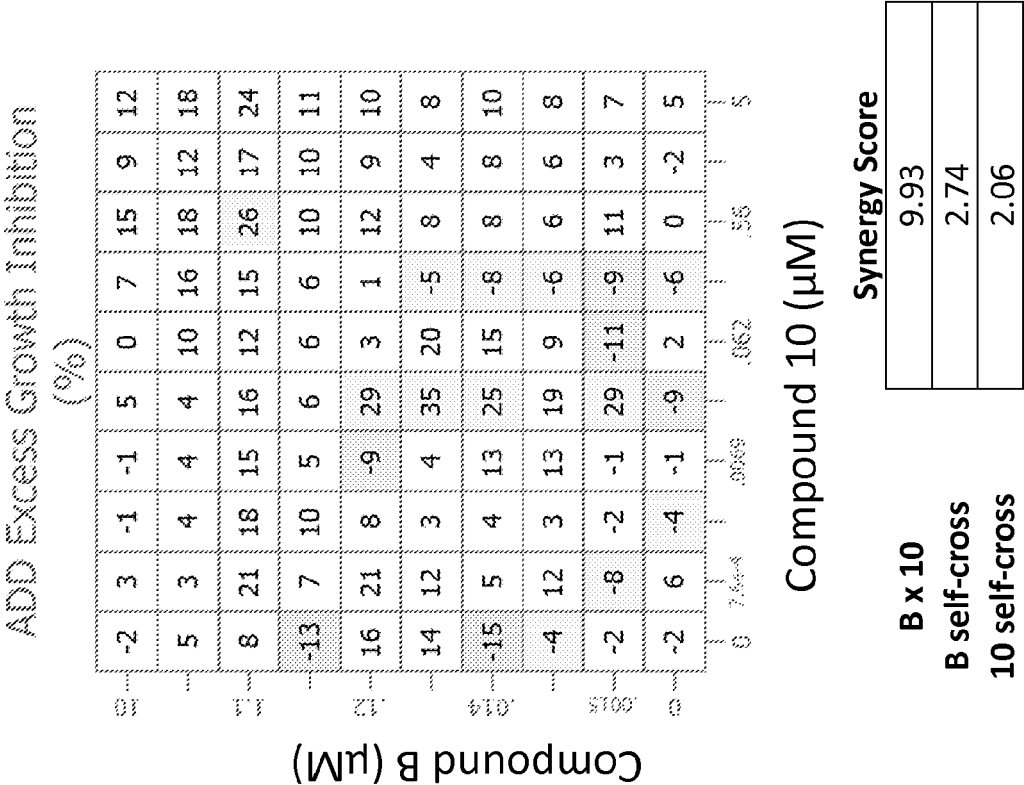 ADD Excess Growth Inhibition
(%)
10 -2 3 -1 -1 5 0 7 15 9 12
5 3 4 4 4 10 16 18 12 18
1.1 8 21 18 15 16 12 15 26 17 24
-13 7 10 5 6 6 6 10 10 11
.12 16 21 8 -9 29 3 1 12 9 10
14 12 3 4 35 20 -5 8 4 8
.014 -15 5 4 13 25 15 -8 8 8 10
-4 12 3 13 19 9 -6 6 6 8
.0015 -2 -8 -2 -1 29 -11 -9 11 3 7
0 -2 6 -4 -1 -9 2 -6 0 -2 5
0 7.6e-4 .0069 .062 .56 5
Compound B (µM)
Compound 10 (µM)
Synergy Score
B x 10 9.93
B self-cross 2.74
10 self-cross 2.06